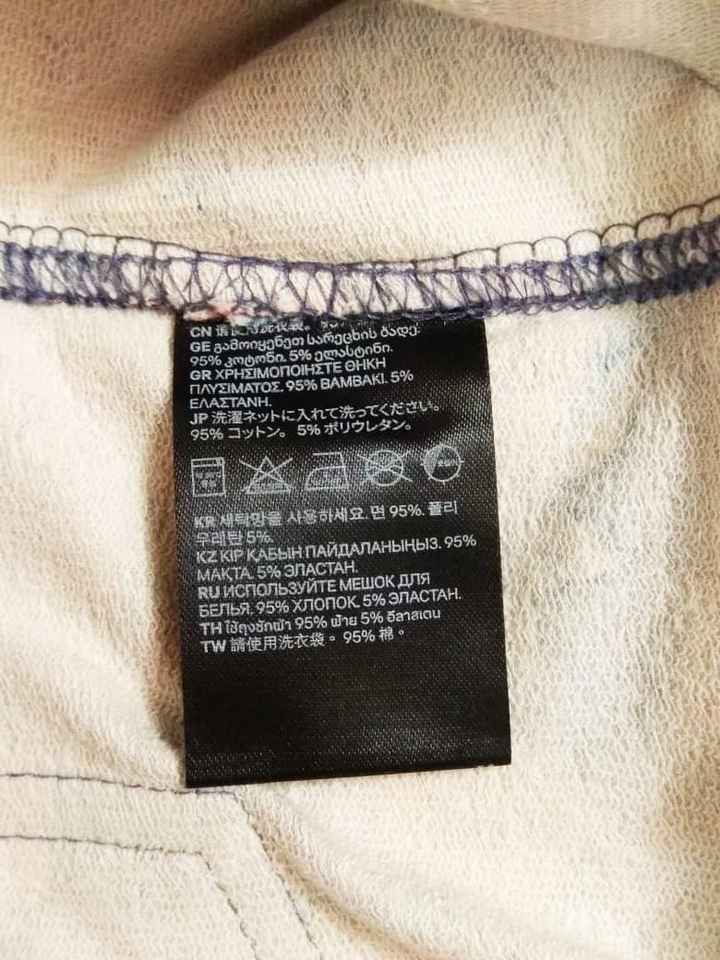 CN
GE გამოიყენეთ სარეცხის ბადე.
95% კოტონი. 5% ელასტინი.
GR ΧΡΗΣΙΜΟΠΟΙΗΣΤΕ ΘΗΚΗ
ΠΛΥΣΙΜΑΤΟΣ. 95% ΒΑΜΒΑΚΙ. 5%
ΕΛΑΣΤΑΝΗ.
JP 洗濯ネットに入れて洗ってください。
95% コットン。 5% ポリウレタン。
KR 세탁망을 사용하세요. 면 95%. 폴리
우레탄 5%.
KZ КІР ҚАБЫН ПАЙДАЛАНЫҢЫЗ. 95%
МАҚТА. 5% ЭЛАСТАН.
RU ИСПОЛЬЗУЙТЕ МЕШОК ДЛЯ
БЕЛЬЯ. 95% ХЛОПОК. 5% ЭЛАСТАН.
TH ใช้ถุงซักผ้า 95% ฝ้าย 5% อีลาสเตน
TW 請使用洗衣袋。 95% 棉。